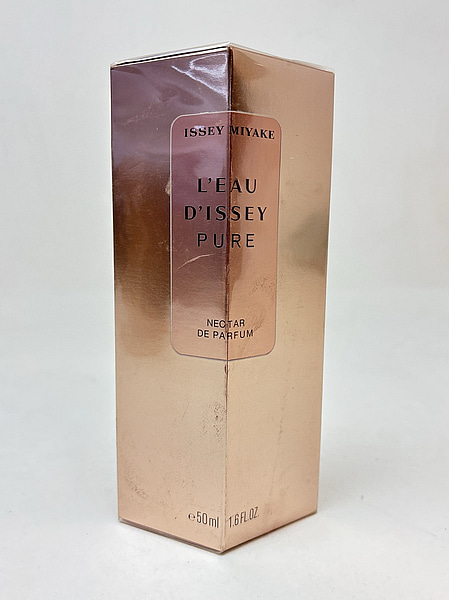 ISSEY MIYAKE
L'EAU
D'ISSEY
PURE
NECTAR
DE PARFUM
℮50ml 1.6 FL.OZ.